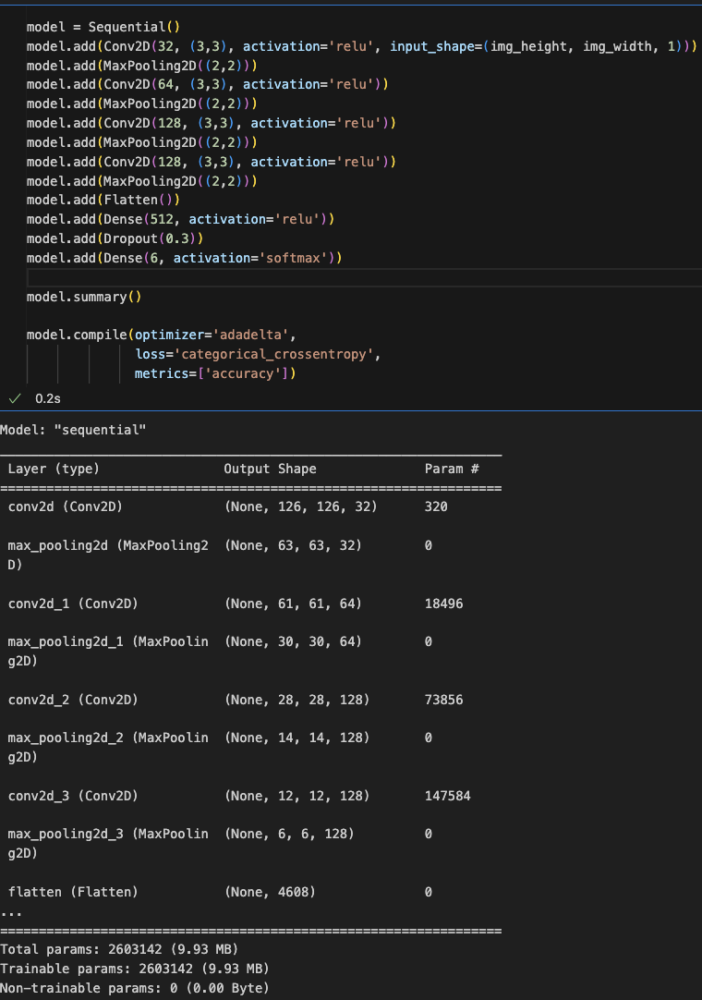 model = Sequential()
model.add(Conv2D(32, (3,3), activation='relu', input_shape=(img_height, img_width, 1)))
model.add(MaxPooling2D((2,2)))
model.add(Conv2D(64, (3,3), activation='relu'))
model.add(MaxPooling2D((2,2)))
model.add(Conv2D(128, (3,3), activation='relu'))
model.add(MaxPooling2D((2,2)))
model.add(Conv2D(128, (3,3), activation='relu'))
model.add(MaxPooling2D((2,2)))
model.add(Flatten())
model.add(Dense(512, activation='relu'))
model.add(Dropout(0.3))
model.add(Dense(6, activation='softmax'))
model.summary()
model.compile(optimizer='adadelta',
              loss='categorical_crossentropy',
              metrics=['accuracy'])
✓ 0.2s
Model: "sequential"
_________________________________________________________________
 Layer (type)                Output Shape              Param #
=================================================================
 conv2d (Conv2D)             (None, 126, 126, 32)      320
 max_pooling2d (MaxPooling2  (None, 63, 63, 32)        0
 D)
 conv2d_1 (Conv2D)           (None, 61, 61, 64)        18496
 max_pooling2d_1 (MaxPoolin  (None, 30, 30, 64)        0
 g2D)
 conv2d_2 (Conv2D)           (None, 28, 28, 128)       73856
 max_pooling2d_2 (MaxPoolin  (None, 14, 14, 128)       0
 g2D)
 conv2d_3 (Conv2D)           (None, 12, 12, 128)       147584
 max_pooling2d_3 (MaxPoolin  (None, 6, 6, 128)         0
 g2D)
 flatten (Flatten)           (None, 4608)              0
...
=================================================================
Total params: 2603142 (9.93 MB)
Trainable params: 2603142 (9.93 MB)
Non-trainable params: 0 (0.00 Byte)